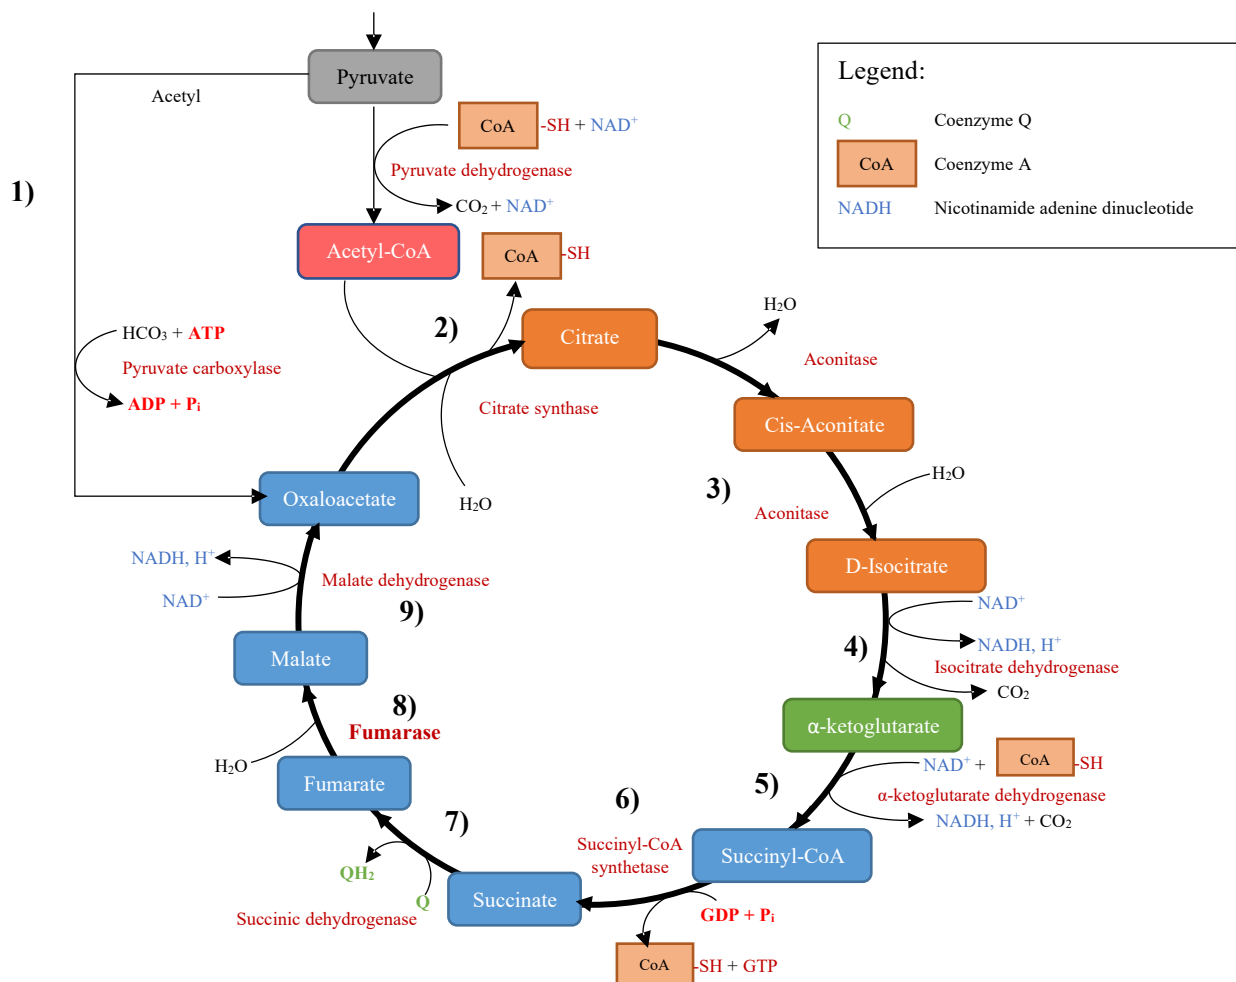 Pyruvate
Acetyl
CoA -SH + NAD⁺
Pyruvate dehydrogenase
CO₂ + NAD⁺
1)
Acetyl-CoA
CoA -SH
Legend:
Q Coenzyme Q
CoA Coenzyme A
NADH Nicotinamide adenine dinucleotide
HCO₃ + ATP
Pyruvate carboxylase
ADP + Pᵢ
2)
Citrate
H₂O
Aconitase
Citrate synthase
Cis-Aconitate
H₂O
3)
H₂O
Aconitase
Oxaloacetate
D-Isocitrate
NADH, H⁺
NAD⁺
Malate dehydrogenase
9)
NAD⁺
NADH, H⁺
4)
Isocitrate dehydrogenase
CO₂
Malate
α-ketoglutarate
8)
Fumarase
H₂O
Fumarate
NAD⁺ + CoA -SH
5)
α-ketoglutarate dehydrogenase
NADH, H⁺ + CO₂
6)
Succinyl-CoA
synthetase
Succinyl-CoA
7)
QH₂
Q
Succinic dehydrogenase
Succinate
GDP + Pᵢ
CoA -SH + GTP